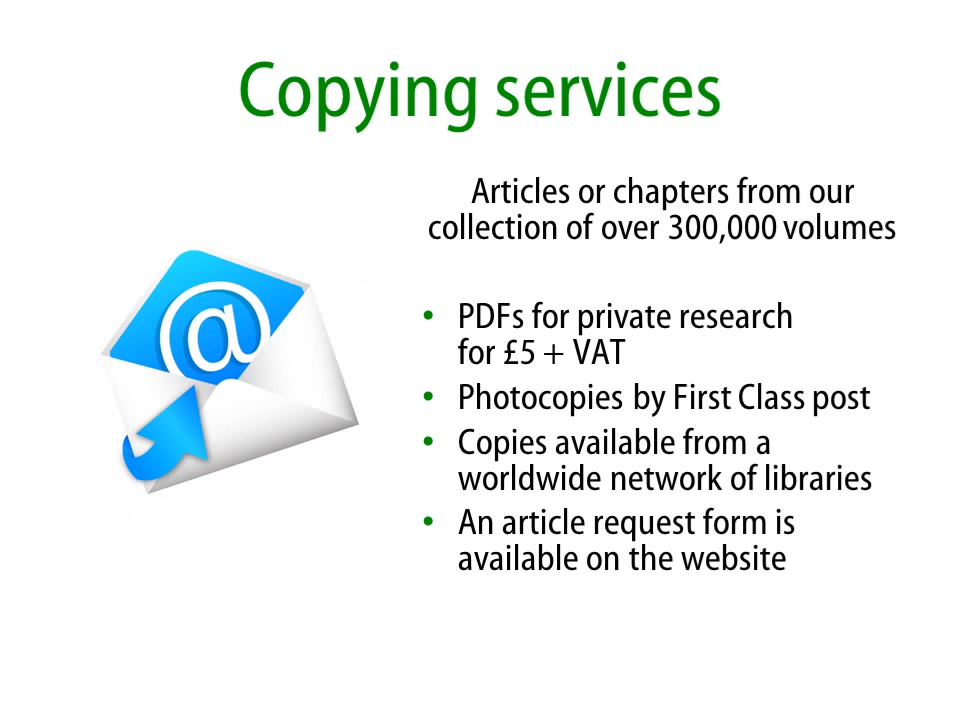 Copying services
Articles or chapters from our
collection of over 300,000 volumes
• PDFs for private research
for £5 + VAT
• Photocopies by First Class post
• Copies available from a
worldwide network of libraries
• An article request form is
available on the website
@